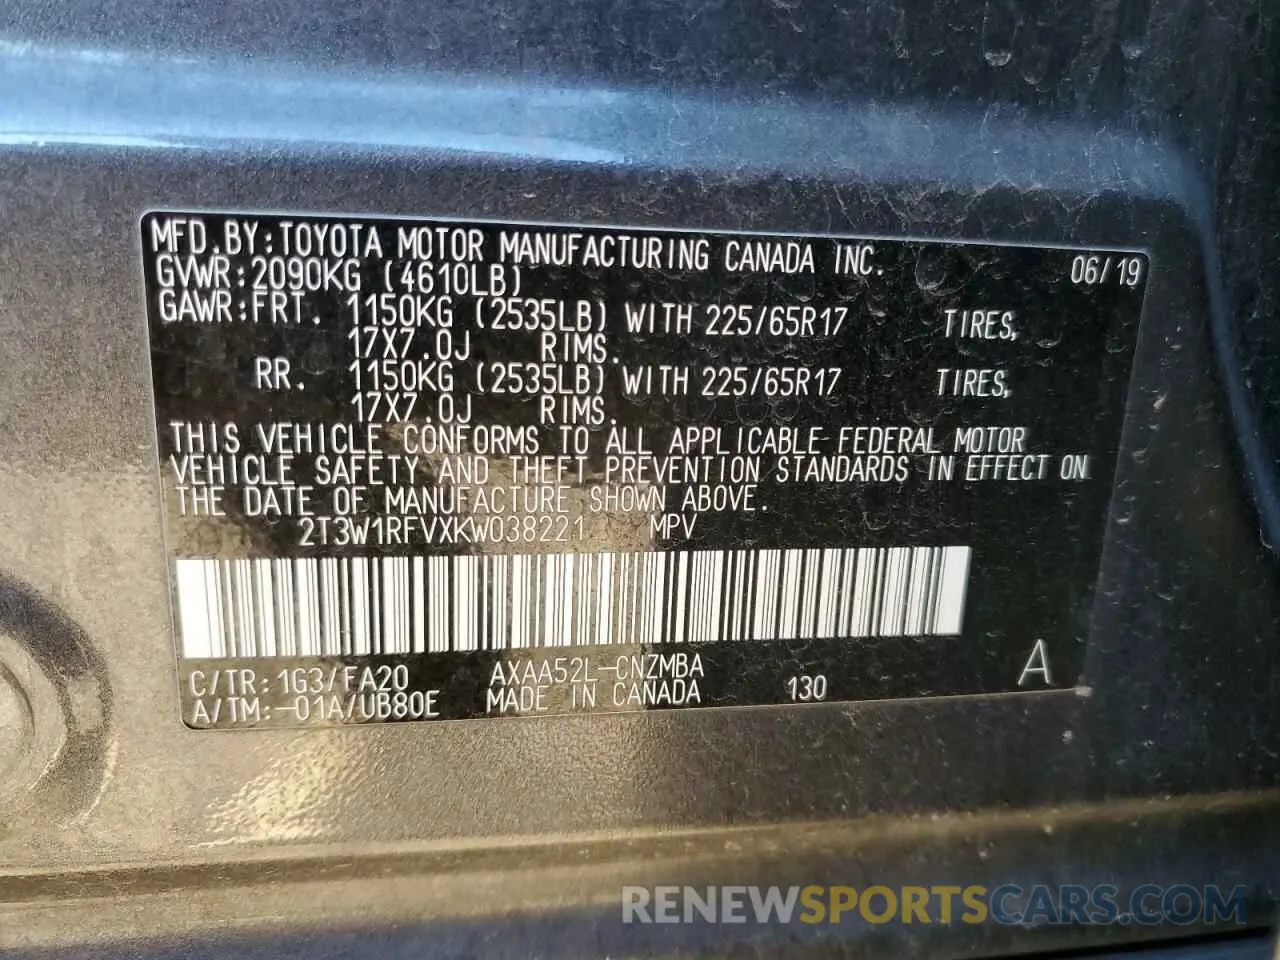 MFD.BY:TOYOTA MOTOR MANUFACTURING CANADA INC. 06/19
GVWR:2090KG (4610LB)
GAWR:FRT. 1150KG (2535LB) WITH 225/65R17 TIRES,
17X7.0J RIMS.
RR. 1150KG (2535LB) WITH 225/65R17 TIRES,
17X7.0J RIMS.
THIS VEHICLE CONFORMS TO ALL APPLICABLE FEDERAL MOTOR
VEHICLE SAFETY AND THEFT PREVENTION STANDARDS IN EFFECT ON
THE DATE OF MANUFACTURE SHOWN ABOVE.
2T3W1RFVXKW038221 MPV
C/TR:1G3/FA20 AXAA52L-CNZMBA
A/TM:-01A/UB80E MADE IN CANADA 130 A
RENEWSPORTSCARS.COM